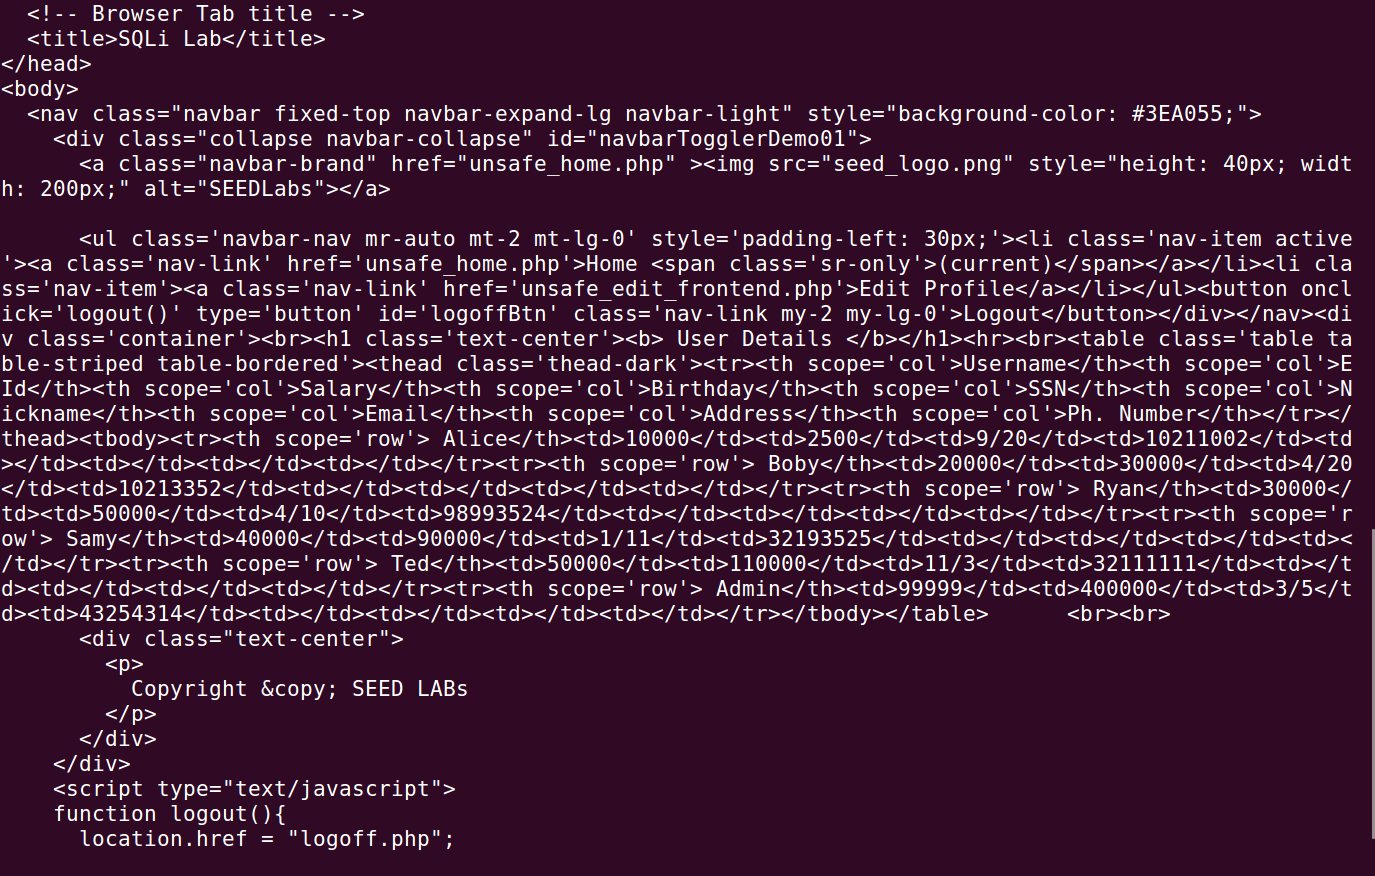 <!-- Browser Tab title -->
  <title>SQLi Lab</title>
</head>
<body>
  <nav class="navbar fixed-top navbar-expand-lg navbar-light" style="background-color: #3EA055;">
    <div class="collapse navbar-collapse" id="navbarTogglerDemo01">
      <a class="navbar-brand" href="unsafe_home.php" ><img src="seed_logo.png" style="height: 40px; widt
h: 200px;" alt="SEEDLabs"></a>

      <ul class='navbar-nav mr-auto mt-2 mt-lg-0' style='padding-left: 30px;'><li class='nav-item active
'><a class='nav-link' href='unsafe_home.php'>Home <span class='sr-only'>(current)</span></a></li><li cla
ss='nav-item'><a class='nav-link' href='unsafe_edit_frontend.php'>Edit Profile</a></li></ul><button oncl
ick='logout()' type='button' id='logoffBtn' class='nav-link my-2 my-lg-0'>Logout</button></div></nav><di
v class='container'><br><h1 class='text-center'><b> User Details </b></h1><hr><br><table class='table ta
ble-striped table-bordered'><thead class='thead-dark'><tr><th scope='col'>Username</th><th scope='col'>E
Id</th><th scope='col'>Salary</th><th scope='col'>Birthday</th><th scope='col'>SSN</th><th scope='col'>N
ickname</th><th scope='col'>Email</th><th scope='col'>Address</th><th scope='col'>Ph. Number</th></tr></
thead><tbody><tr><th scope='row'> Alice</th><td>10000</td><td>2500</td><td>9/20</td><td>10211002</td><td
></td><td></td><td></td><td></td></tr><tr><th scope='row'> Boby</th><td>20000</td><td>30000</td><td>4/20
</td><td>10213352</td><td></td><td></td><td></td><td></td></tr><tr><th scope='row'> Ryan</th><td>30000</
td><td>50000</td><td>4/10</td><td>98993524</td><td></td><td></td><td></td><td></td></tr><tr><th scope='r
ow'> Samy</th><td>40000</td><td>90000</td><td>1/11</td><td>32193525</td><td></td><td></td><td></td><td><
/td></tr><tr><th scope='row'> Ted</th><td>50000</td><td>110000</td><td>11/3</td><td>32111111</td><td></t
d><td></td><td></td><td></td></tr><tr><th scope='row'> Admin</th><td>99999</td><td>400000</td><td>3/5</t
d><td>43254314</td><td></td><td></td><td></td><td></td></tr></tbody></table>      <br><br>
      <div class="text-center">
        <p>
          Copyright &copy; SEED LABs
        </p>
      </div>
    </div>
    <script type="text/javascript">
    function logout(){
      location.href = "logoff.php";